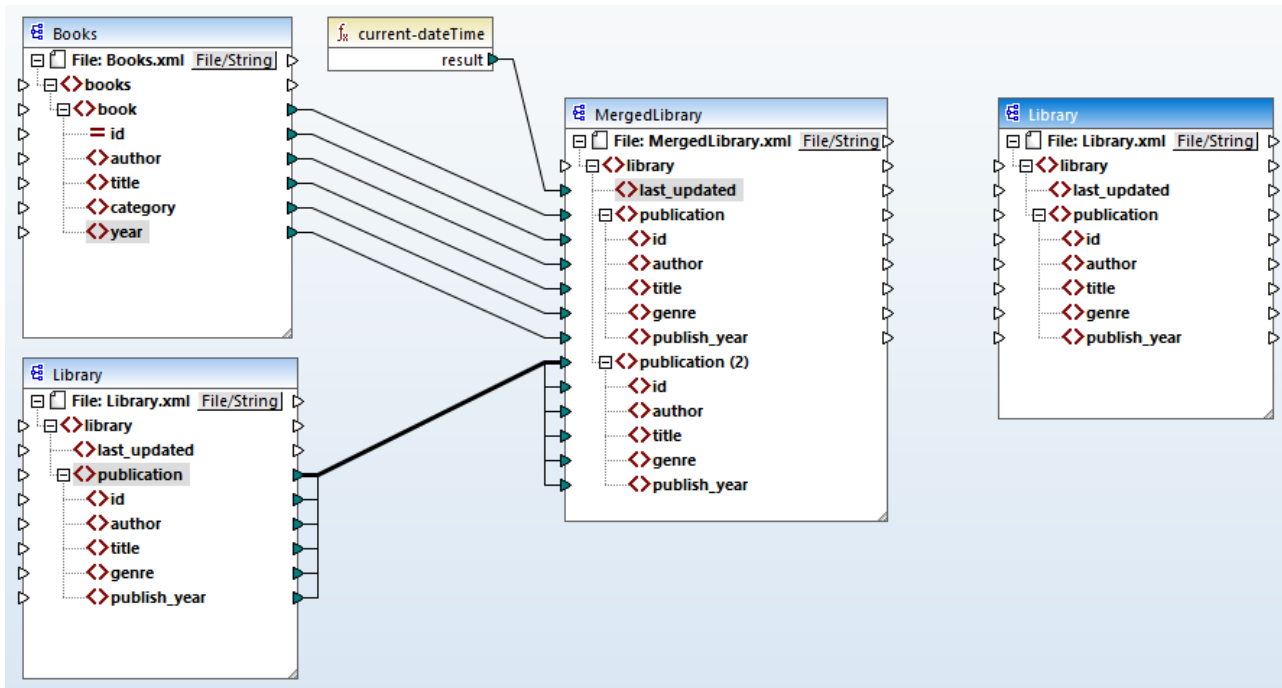 Books
File: Books.xml File/String
books
book
id
author
title
category
year
fx current-dateTime
result
MergedLibrary
File: MergedLibrary.xml File/String
library
last_updated
publication
id
author
title
genre
publish_year
publication (2)
id
author
title
genre
publish_year
Library
File: Library.xml File/String
library
last_updated
publication
id
author
title
genre
publish_year
Library
File: Library.xml File/String
library
last_updated
publication
id
author
title
genre
publish_year